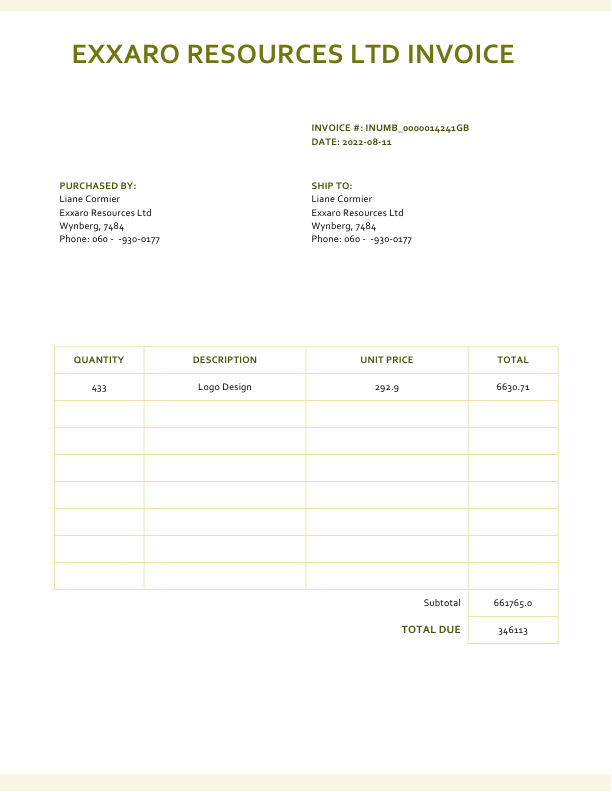 EXXARO RESOURCES LTD INVOICE
INVOICE #: INUMB_0000014241GB
DATE: 2022-08-11
PURCHASED BY:
Liane Cormier
Exxaro Resources Ltd
Wynberg, 7484
Phone: 060 -  -930-0177
SHIP TO:
Liane Cormier
Exxaro Resources Ltd
Wynberg, 7484
Phone: 060 -  -930-0177
QUANTITY DESCRIPTION UNIT PRICE TOTAL
433 Logo Design 292.9 6630.71
Subtotal 661765.0
TOTAL DUE 346113